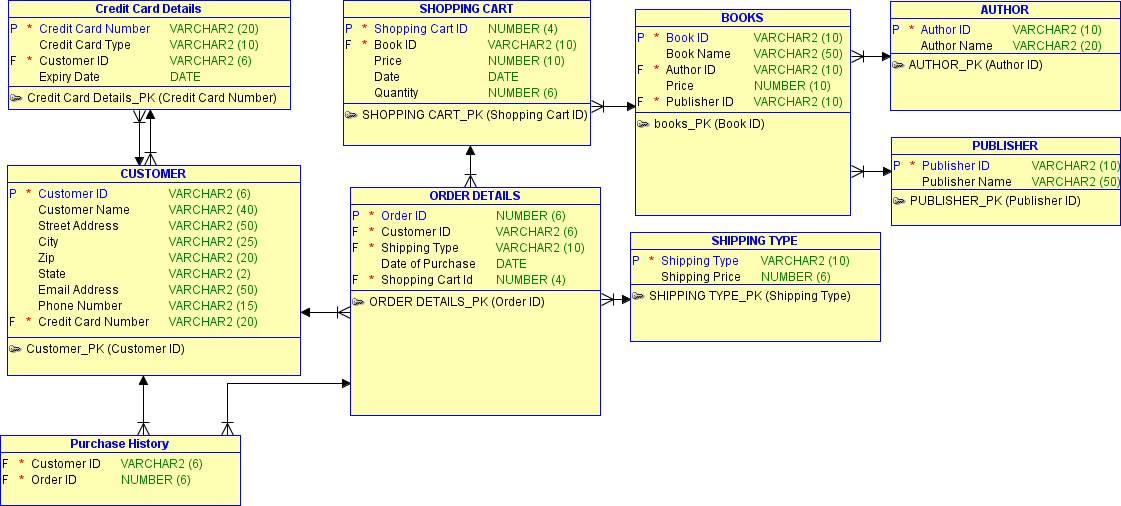 Credit Card Details
P * Credit Card Number VARCHAR2 (20)
Credit Card Type VARCHAR2 (10)
F * Customer ID VARCHAR2 (6)
Expiry Date DATE
Credit Card Details_PK (Credit Card Number)
SHOPPING CART
P * Shopping Cart ID NUMBER (4)
F * Book ID VARCHAR2 (10)
Price NUMBER (10)
Date DATE
Quantity NUMBER (6)
SHOPPING CART_PK (Shopping Cart ID)
BOOKS
P * Book ID VARCHAR2 (10)
Book Name VARCHAR2 (50)
F * Author ID VARCHAR2 (10)
Price NUMBER (10)
F * Publisher ID VARCHAR2 (10)
books_PK (Book ID)
AUTHOR
P * Author ID VARCHAR2 (10)
Author Name VARCHAR2 (20)
AUTHOR_PK (Author ID)
PUBLISHER
P * Publisher ID VARCHAR2 (10)
Publisher Name VARCHAR2 (50)
PUBLISHER_PK (Publisher ID)
CUSTOMER
P * Customer ID VARCHAR2 (6)
Customer Name VARCHAR2 (40)
Street Address VARCHAR2 (50)
City VARCHAR2 (25)
Zip VARCHAR2 (20)
State VARCHAR2 (2)
Email Address VARCHAR2 (50)
Phone Number VARCHAR2 (15)
F * Credit Card Number VARCHAR2 (20)
Customer_PK (Customer ID)
ORDER DETAILS
P * Order ID NUMBER (6)
F * Customer ID VARCHAR2 (6)
F * Shipping Type VARCHAR2 (10)
Date of Purchase DATE
F * Shopping Cart Id NUMBER (4)
ORDER DETAILS_PK (Order ID)
SHIPPING TYPE
P * Shipping Type VARCHAR2 (10)
Shipping Price NUMBER (6)
SHIPPING TYPE_PK (Shipping Type)
Purchase History
F * Customer ID VARCHAR2 (6)
F * Order ID NUMBER (6)